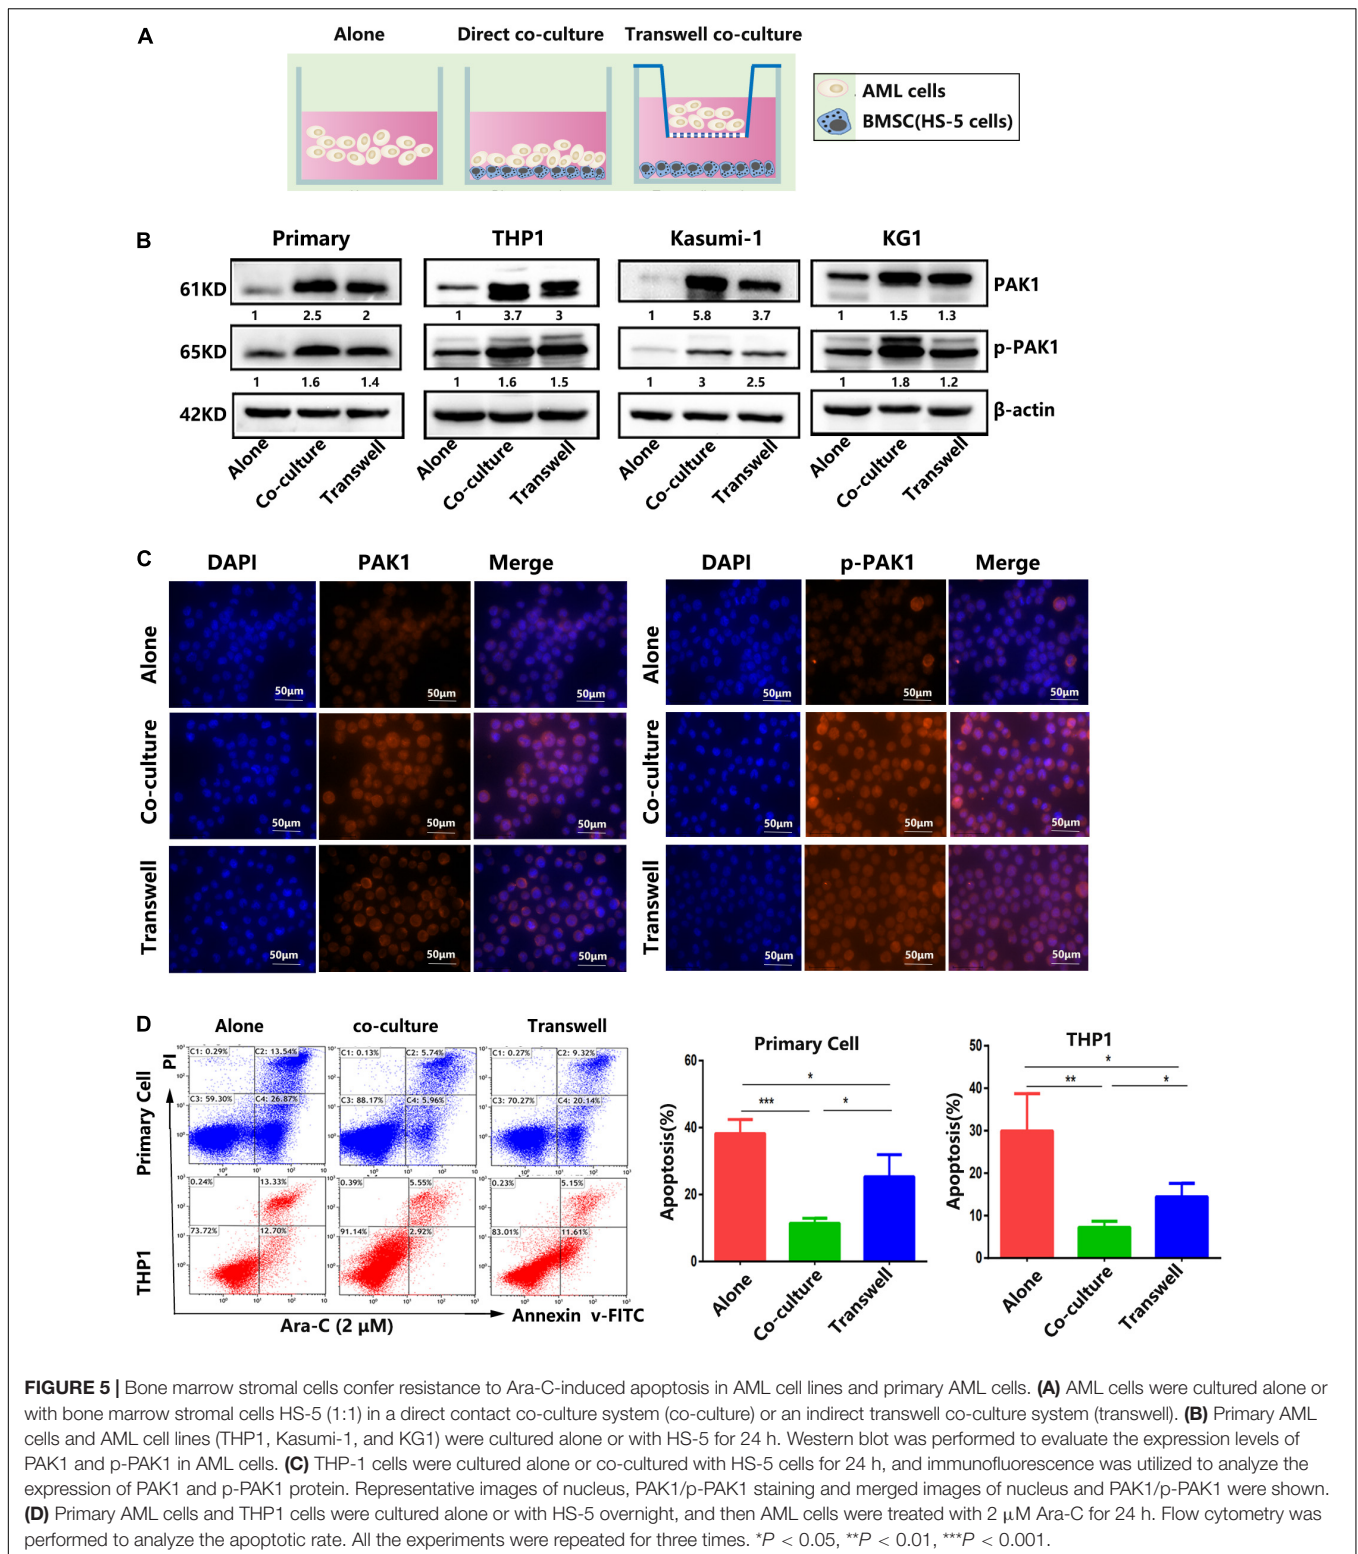 A
Alone Direct co-culture Transwell co-culture
AML cells
BMSC(HS-5 cells)
B
Primary THP1 Kasumi-1 KG1
61KD PAK1
1 2.5 2 1 3.7 3 1 5.8 3.7 1 1.5 1.3
65KD p-PAK1
1 1.6 1.4 1 1.6 1.5 1 3 2.5 1 1.8 1.2
42KD β-actin
Alone Co-culture Transwell Alone Co-culture Transwell Alone Co-culture Transwell Alone Co-culture Transwell
C
DAPI PAK1 Merge DAPI p-PAK1 Merge
Alone 50μm 50μm 50μm Alone 50μm 50μm 50μm
Co-culture 50μm 50μm 50μm Co-culture 50μm 50μm 50μm
Transwell 50μm 50μm 50μm Transwell 50μm 50μm 50μm
D
Alone co-culture Transwell
PI
Primary Cell
C1: 0.29% C2: 13.54% C1: 0.13% C2: 5.74% C1: 0.27% C2: 9.32%
C3: 59.30% C4: 26.87% C3: 88.17% C4: 5.96% C3: 70.27% C4: 20.14%
THP1
0.24% 13.33% 0.39% 5.55% 0.23% 5.15%
73.72% 12.70% 91.14% 2.92% 83.01% 11.61%
Ara-C (2 μM) Annexin v-FITC
Primary Cell
Apoptosis(%)
60
40
20
0
* *** *
Alone Co-culture Transwell
THP1
Apoptosis(%)
50
40
30
20
10
0
* ** *
Alone Co-culture Transwell
FIGURE 5 | Bone marrow stromal cells confer resistance to Ara-C-induced apoptosis in AML cell lines and primary AML cells. (A) AML cells were cultured alone or
with bone marrow stromal cells HS-5 (1:1) in a direct contact co-culture system (co-culture) or an indirect transwell co-culture system (transwell). (B) Primary AML
cells and AML cell lines (THP1, Kasumi-1, and KG1) were cultured alone or with HS-5 for 24 h. Western blot was performed to evaluate the expression levels of
PAK1 and p-PAK1 in AML cells. (C) THP-1 cells were cultured alone or co-cultured with HS-5 cells for 24 h, and immunofluorescence was utilized to analyze the
expression of PAK1 and p-PAK1 protein. Representative images of nucleus, PAK1/p-PAK1 staining and merged images of nucleus and PAK1/p-PAK1 were shown.
(D) Primary AML cells and THP1 cells were cultured alone or with HS-5 overnight, and then AML cells were treated with 2 μM Ara-C for 24 h. Flow cytometry was
performed to analyze the apoptotic rate. All the experiments were repeated for three times. *P < 0.05, **P < 0.01, ***P < 0.001.